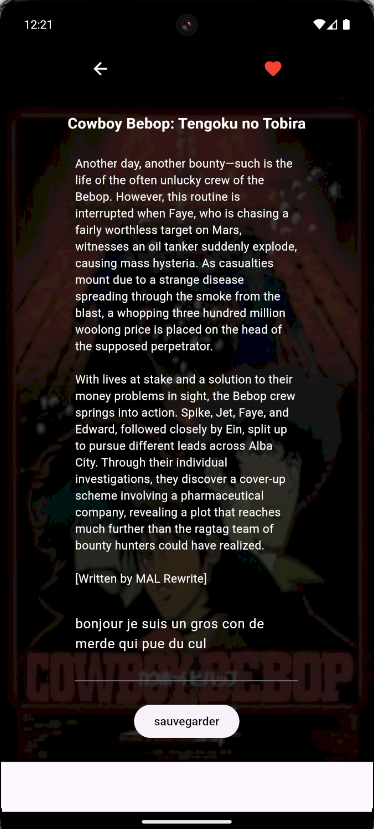 12:21
Cowboy Bebop: Tengoku no Tobira
Another day, another bounty—such is the
life of the often unlucky crew of the
Bebop. However, this routine is
interrupted when Faye, who is chasing a
fairly worthless target on Mars,
witnesses an oil tanker suddenly explode,
causing mass hysteria. As casualties
mount due to a strange disease
spreading through the smoke from the
blast, a whopping three hundred million
woolong price is placed on the head of
the supposed perpetrator.
With lives at stake and a solution to their
money problems in sight, the Bebop crew
springs into action. Spike, Jet, Faye, and
Edward, followed closely by Ein, split up
to pursue different leads across Alba
City. Through their individual
investigations, they discover a cover-up
scheme involving a pharmaceutical
company, revealing a plot that reaches
much further than the ragtag team of
bounty hunters could have realized.
[Written by MAL Rewrite]
bonjour je suis un gros con de
merde qui pue du cul
COWBOY BEBOP
sauvegarder